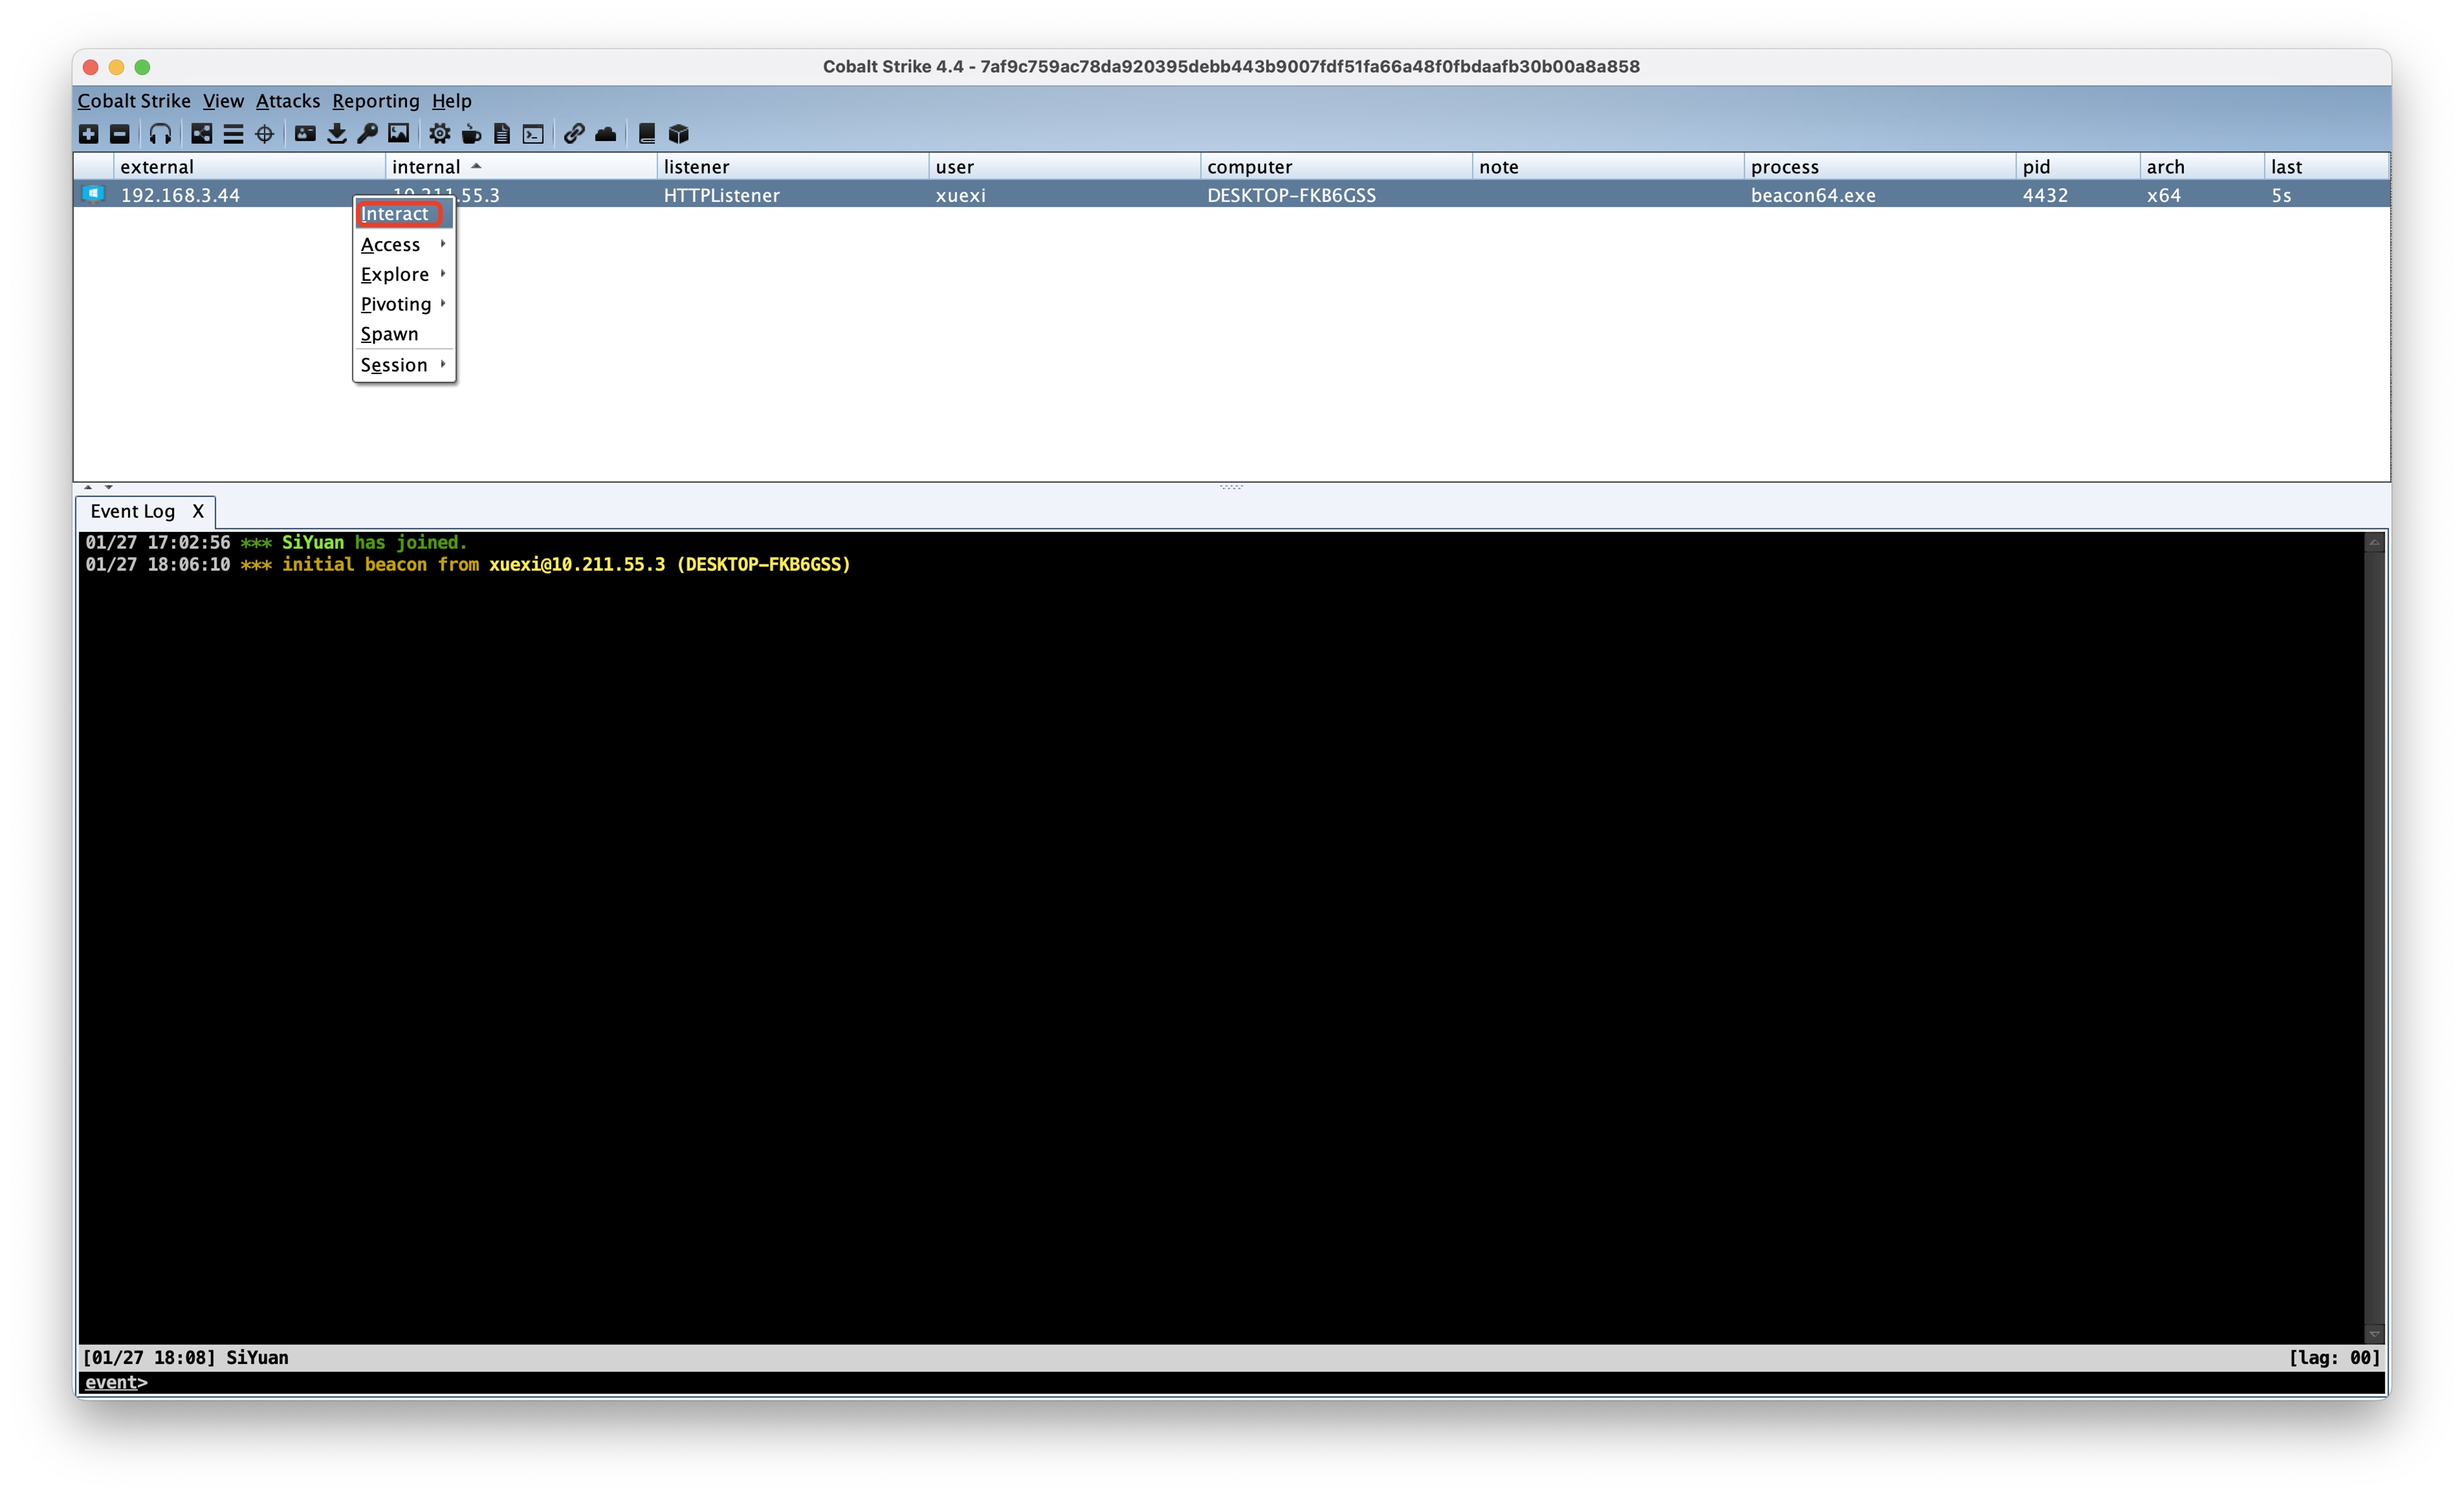 Cobalt Strike 4.4 - 7af9c759ac78da920395debb443b9007fdf51fa66a48f0fbdaafb30b00a8a858
Cobalt Strike View Attacks Reporting Help
external internal listener user computer note process pid arch last
192.168.3.44 10.211.55.3 HTTPListener xuexi DESKTOP-FKB6GSS beacon64.exe 4432 x64 5s
Interact
Access
Explore
Pivoting
Spawn
Session
Event Log X
01/27 17:02:56 *** SiYuan has joined.
01/27 18:06:10 *** initial beacon from xuexi@10.211.55.3 (DESKTOP-FKB6GSS)
[01/27 18:08] SiYuan [lag: 00]
event>